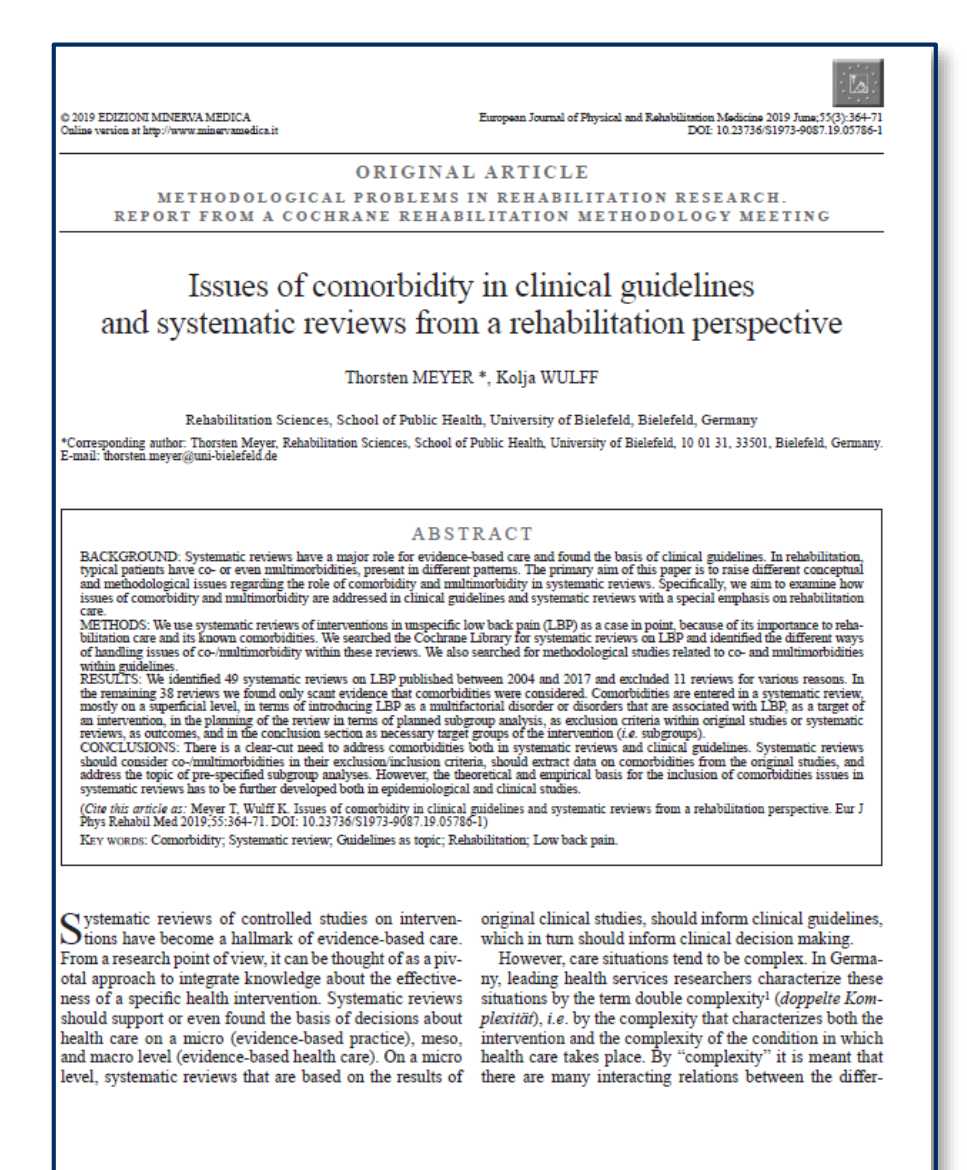 © 2019 EDIZIONI MINERVA MEDICA
Online version at http://www.minervamedica.it
European Journal of Physical and Rehabilitation Medicine 2019 June;55(3):364-71
DOI: 10.23736/S1973-9087.19.05786-1
ORIGINAL ARTICLE
METHODOLOGICAL PROBLEMS IN REHABILITATION RESEARCH.
REPORT FROM A COCHRANE REHABILITATION METHODOLOGY MEETING
Issues of comorbidity in clinical guidelines
and systematic reviews from a rehabilitation perspective
Thorsten MEYER *, Kolja WULFF
Rehabilitation Sciences, School of Public Health, University of Bielefeld, Bielefeld, Germany
*Corresponding author: Thorsten Meyer, Rehabilitation Sciences, School of Public Health, University of Bielefeld, 10 01 31, 33501, Bielefeld, Germany.
E-mail: thorsten.meyer@uni-bielefeld.de
ABSTRACT
BACKGROUND: Systematic reviews have a major role for evidence-based care and found the basis of clinical guidelines. In rehabilitation,
typical patients have co- or even multimorbidities, present in different patterns. The primary aim of this paper is to raise different conceptual
and methodological issues regarding the role of comorbidity and multimorbidity in systematic reviews. Specifically, we aim to examine how
issues of comorbidity and multimorbidity are addressed in clinical guidelines and systematic reviews with a special emphasis on rehabilitation
care.
METHODS: We use systematic reviews of interventions in unspecific low back pain (LBP) as a case in point, because of its importance to reha-
bilitation care and its known comorbidities. We searched the Cochrane Library for systematic reviews on LBP and identified the different ways
of handling issues of co-/multimorbidity within these reviews. We also searched for methodological studies related to co- and multimorbidities
within guidelines.
RESULTS: We identified 49 systematic reviews on LBP published between 2004 and 2017 and excluded 11 reviews for various reasons. In
the remaining 38 reviews we found only scant evidence that comorbidities were considered. Comorbidities are entered in a systematic review,
mostly on a superficial level, in terms of introducing LBP as a multifactorial disorder or disorders that are associated with LBP, as a target of
an intervention, in the planning of the review in terms of planned subgroup analysis, as exclusion criteria within original studies or systematic
reviews, as outcomes, and in the conclusion section as necessary target groups of the intervention (i.e. subgroups).
CONCLUSIONS: There is a clear-cut need to address comorbidities both in systematic reviews and clinical guidelines. Systematic reviews
should consider co-/multimorbidities in their exclusion/inclusion criteria, should extract data on comorbidities from the original studies, and
address the topic of pre-specified subgroup analyses. However, the theoretical and empirical basis for the inclusion of comorbidities issues in
systematic reviews has to be further developed both in epidemiological and clinical studies.
(Cite this article as: Meyer T, Wulff K. Issues of comorbidity in clinical guidelines and systematic reviews from a rehabilitation perspective. Eur J
Phys Rehabil Med 2019;55:364-71. DOI: 10.23736/S1973-9087.19.05786-1)
KEY WORDS: Comorbidity; Systematic review; Guidelines as topic; Rehabilitation; Low back pain.
Systematic reviews of controlled studies on interven-
tions have become a hallmark of evidence-based care.
From a research point of view, it can be thought of as a piv-
otal approach to integrate knowledge about the effective-
ness of a specific health intervention. Systematic reviews
should support or even found the basis of decisions about
health care on a micro (evidence-based practice), meso,
and macro level (evidence-based health care). On a micro
level, systematic reviews that are based on the results of
original clinical studies, should inform clinical guidelines,
which in turn should inform clinical decision making.
However, care situations tend to be complex. In Germa-
ny, leading health services researchers characterize these
situations by the term double complexity¹ (doppelte Kom-
plexität), i.e. by the complexity that characterizes both the
intervention and the complexity of the condition in which
health care takes place. By “complexity” it is meant that
there are many interacting relations between the differ-